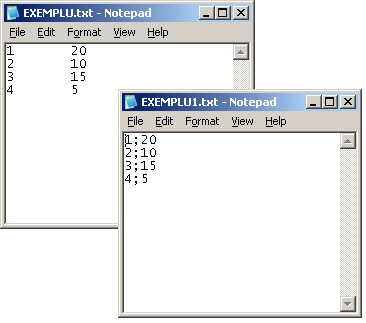 EXEMPLU.txt - Notepad
File Edit Format View Help
1 20
2 10
3 15
4 5
EXEMPLU1.txt - Notepad
File Edit Format View Help
1;20
2;10
3;15
4;5